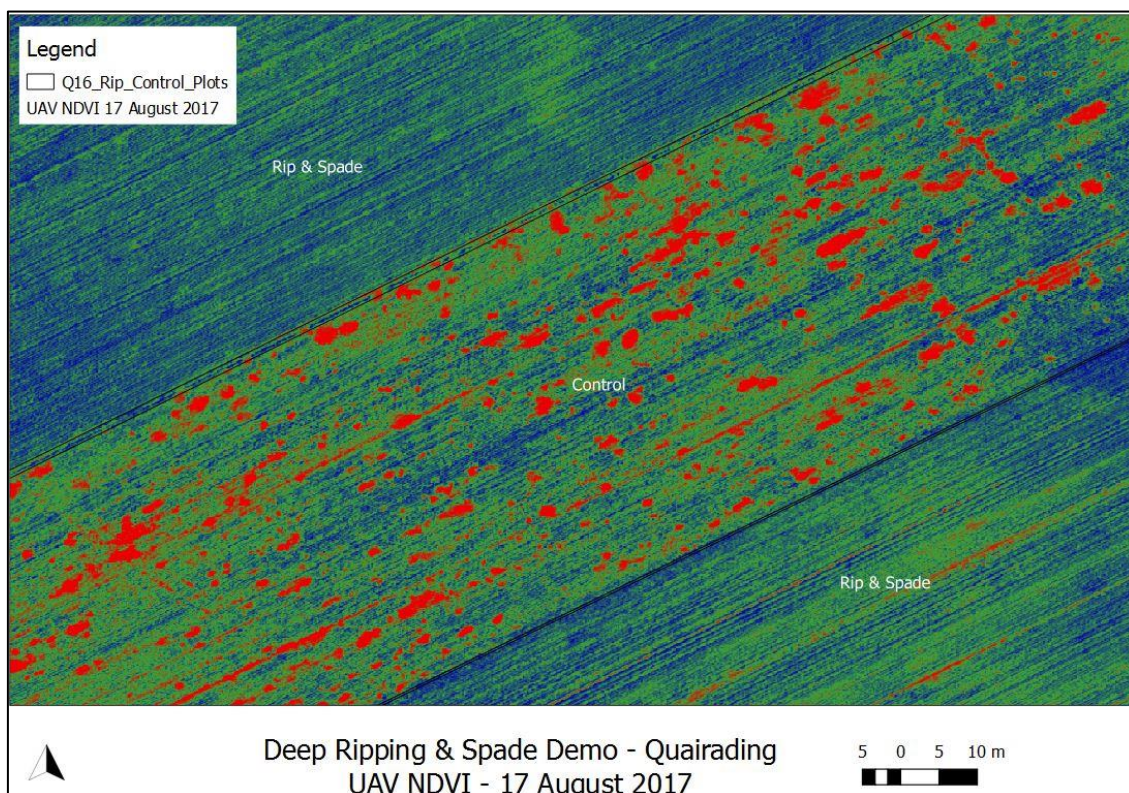 Legend
Q16_Rip_Control_Plots
UAV NDVI 17 August 2017
Rip & Spade
Control
Rip & Spade
Deep Ripping & Spade Demo - Quairading
UAV NDVI - 17 August 2017
5 0 5 10 m